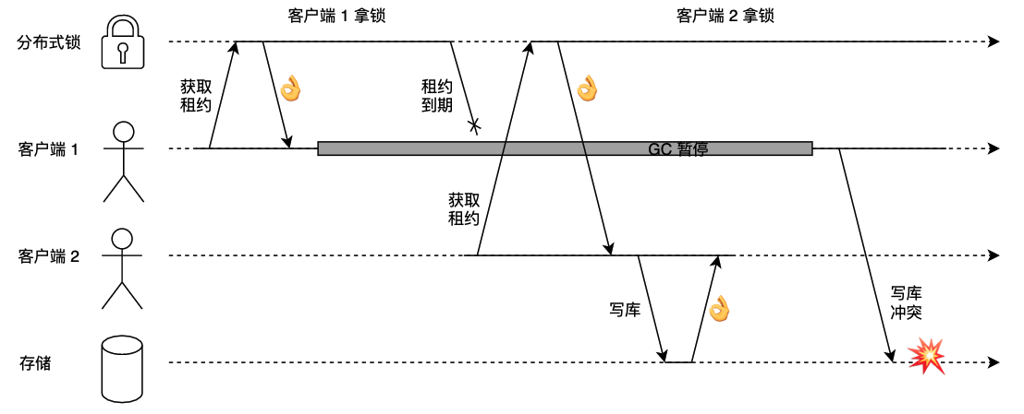 客户端 1 拿锁
客户端 2 拿锁
分布式锁
获取
租约
租约
到期
客户端 1
GC 暂停
获取
租约
客户端 2
写库
写库
冲突
存储